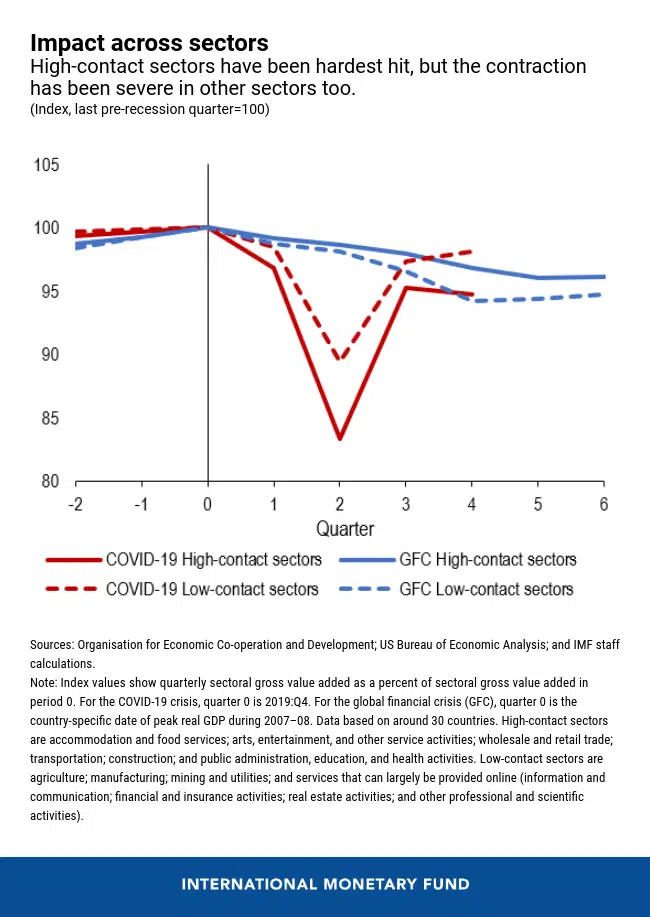 Impact across sectors
High-contact sectors have been hardest hit, but the contraction
has been severe in other sectors too.
(Index, last pre-recession quarter=100)
105
100
95
90
85
80
-2 -1 0 1 2 3 4 5 6
Quarter
COVID-19 High-contact sectors GFC High-contact sectors
COVID-19 Low-contact sectors GFC Low-contact sectors
Sources: Organisation for Economic Co-operation and Development; US Bureau of Economic Analysis; and IMF staff
calculations.
Note: Index values show quarterly sectoral gross value added as a percent of sectoral gross value added in
period 0. For the COVID-19 crisis, quarter 0 is 2019:Q4. For the global financial crisis (GFC), quarter 0 is the
country-specific date of peak real GDP during 2007–08. Data based on around 30 countries. High-contact sectors
are accommodation and food services; arts, entertainment, and other service activities; wholesale and retail trade;
transportation; construction; and public administration, education, and health activities. Low-contact sectors are
agriculture; manufacturing; mining and utilities; and services that can largely be provided online (information and
communication; financial and insurance activities; real estate activities; and other professional and scientific
activities).
INTERNATIONAL MONETARY FUND